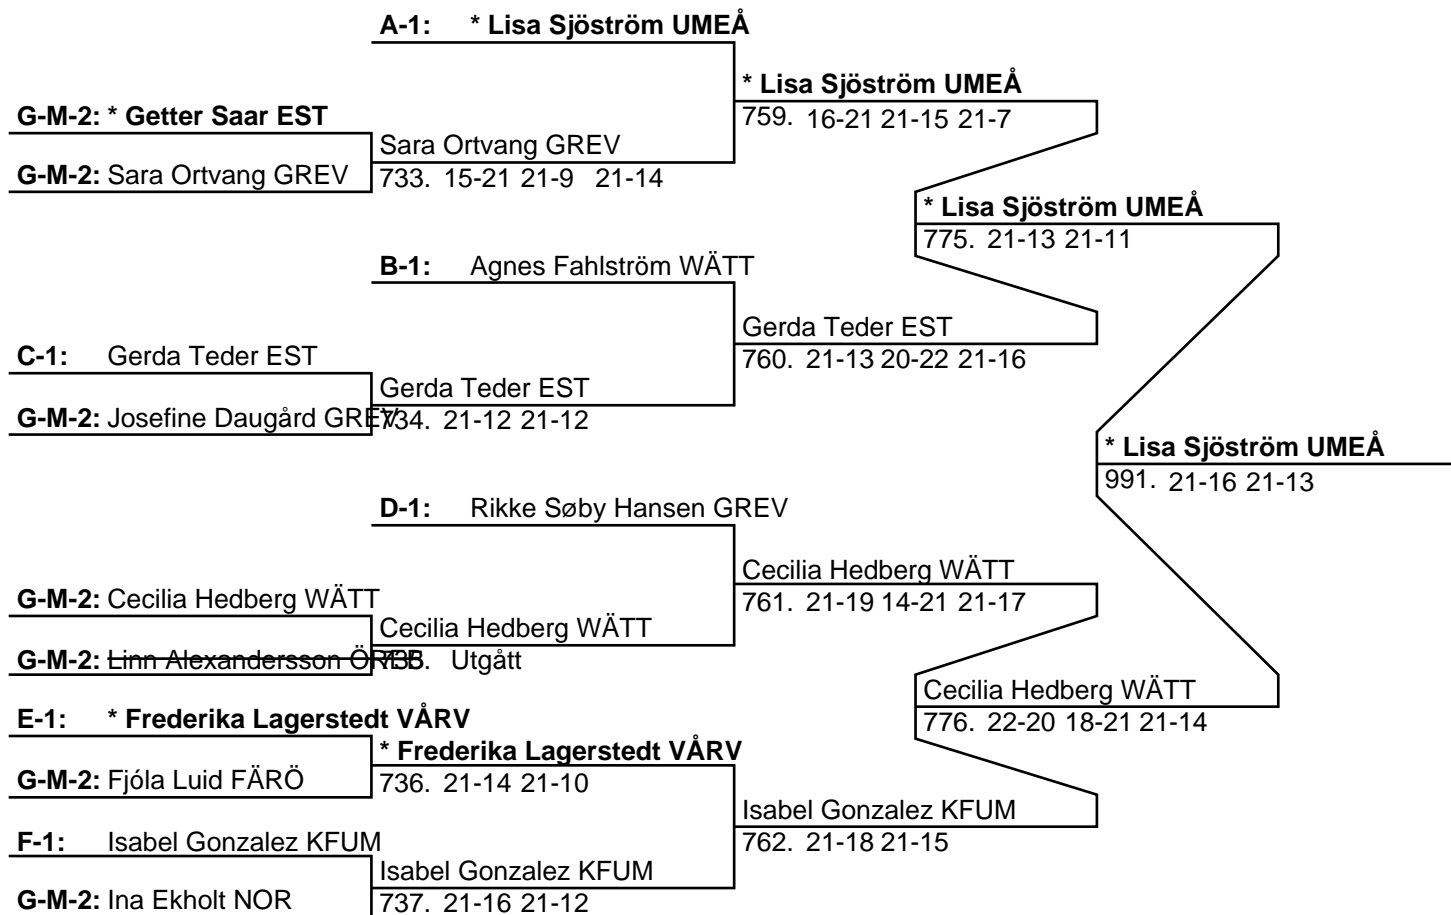 A-1: * Lisa Sjöström UMEÅ
* Lisa Sjöström UMEÅ
G-M-2: * Getter Saar EST
759. 16-21 21-15 21-7
Sara Ortvang GREV
G-M-2: Sara Ortvang GREV
733. 15-21 21-9 21-14
* Lisa Sjöström UMEÅ
775. 21-13 21-11
B-1: Agnes Fahlström WÄTT
Gerda Teder EST
C-1: Gerda Teder EST
760. 21-13 20-22 21-16
Gerda Teder EST
G-M-2: Josefine Daugård GREV
734. 21-12 21-12
* Lisa Sjöström UMEÅ
991. 21-16 21-13
D-1: Rikke Søby Hansen GREV
Cecilia Hedberg WÄTT
G-M-2: Cecilia Hedberg WÄTT
761. 21-19 14-21 21-17
Cecilia Hedberg WÄTT
G-M-2: Linn Alexandersson ÖREB
735. Utgått
Cecilia Hedberg WÄTT
776. 22-20 18-21 21-14
E-1: * Frederika Lagerstedt VÅRV
* Frederika Lagerstedt VÅRV
G-M-2: Fjóla Luid FÄRÖ
736. 21-14 21-10
Isabel Gonzalez KFUM
F-1: Isabel Gonzalez KFUM
762. 21-18 21-15
Isabel Gonzalez KFUM
G-M-2: Ina Ekholt NOR
737. 21-16 21-12